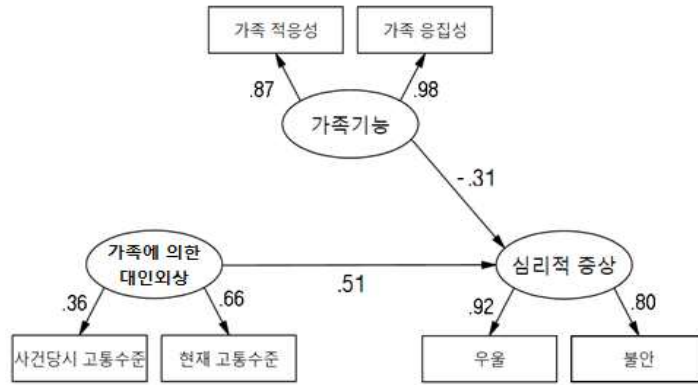 가족 적응성
가족 응집성
.87
.98
가족기능
-.31
가족에 의한
대인외상
.51
심리적 증상
.36
.66
.92
.80
사건당시 고통수준
현재 고통수준
우울
불안